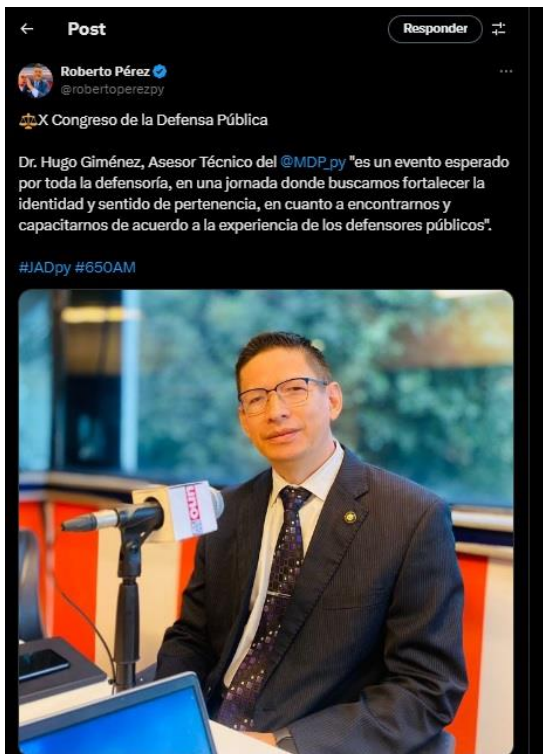 Post
Responder
Roberto Pérez
@robertoperezpy
⚖️X Congreso de la Defensa Pública
Dr. Hugo Giménez, Asesor Técnico del @MDP_py "es un evento esperado
por toda la defensoría, en una jornada donde buscamos fortalecer la
identidad y sentido de pertenencia, en cuanto a encontrarnos y
capacitarnos de acuerdo a la experiencia de los defensores públicos".
#JADpy #650AM
uno